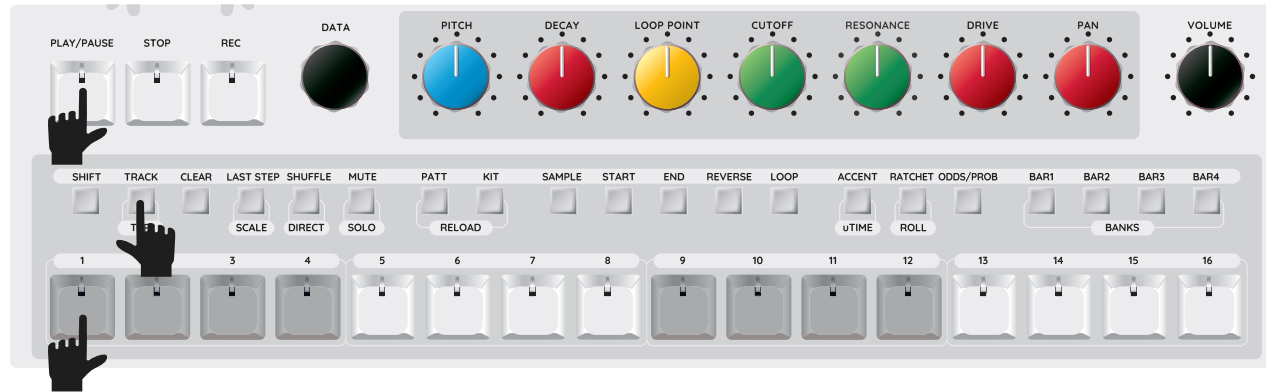 DATA
PITCH DECAY LOOP POINT CUTOFF RESONANCE DRIVE PAN VOLUME
PLAY/PAUSE STOP REC
SHIFT TRACK CLEAR LAST STEP SHUFFLE MUTE PATT KIT SAMPLE START END REVERSE LOOP ACCENT RATCHET ODDS/PROB BAR1 BAR2 BAR3 BAR4
SCALE DIRECT SOLO RELOAD uTIME ROLL BANKS
1 3 4 5 6 7 8 9 10 11 12 13 14 15 16